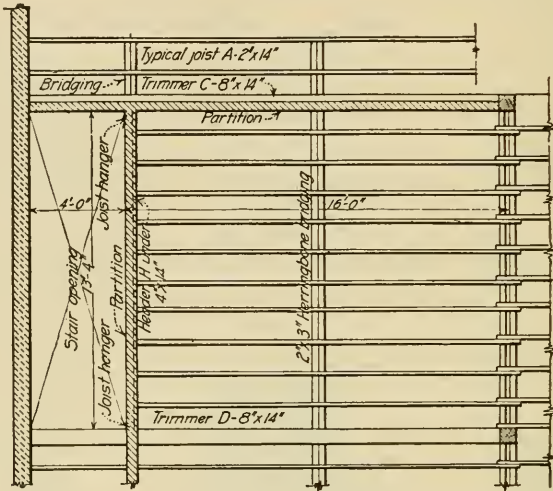 Typical joist A-2"x14"
Bridging
Trimmer C-8"x14"
Partition
4'-0"
16'-0"
Joist hanger
Stair opening
13'-4"
Partition
Header H under
4"x14"
2"x3" Herringbone bridging
Joist hanger
Trimmer D-8"x14"